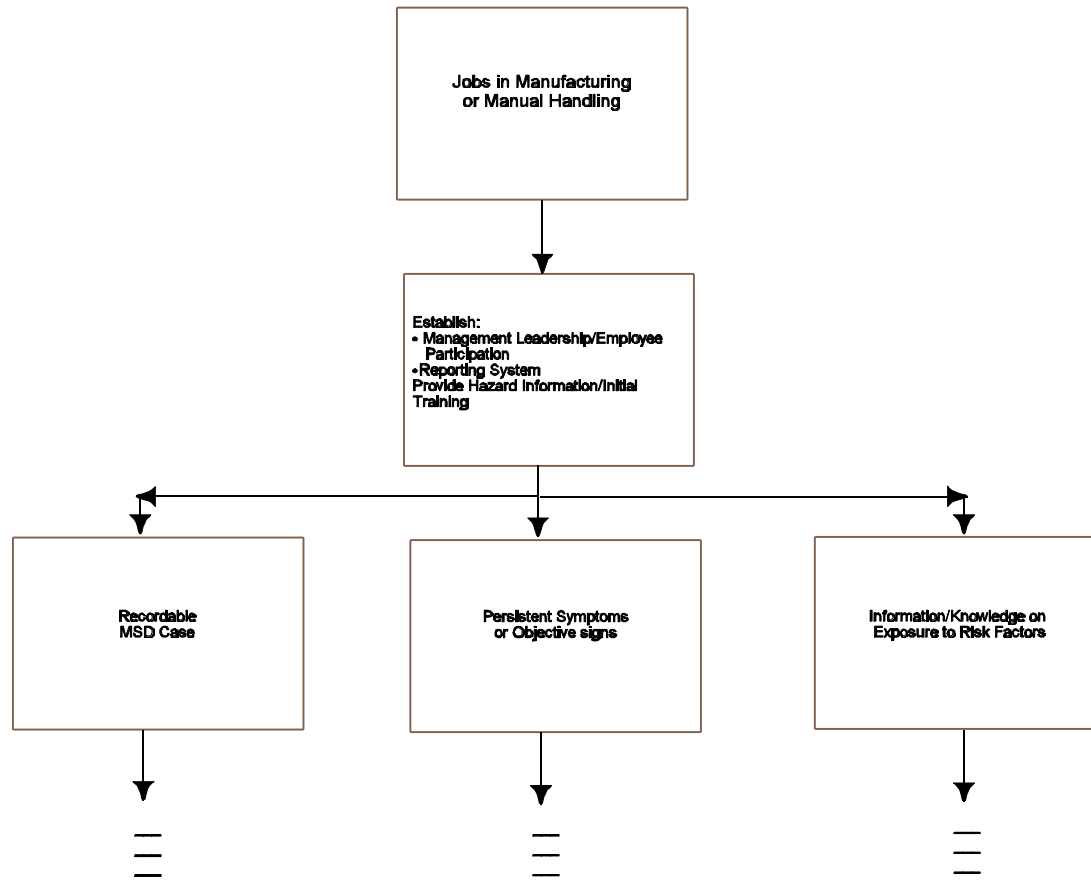 Jobs in Manufacturing
or Manual Handling
Establish:
• Management Leadership/Employee
Participation
•Reporting System
Provide Hazard Information/Initial
Training
Recordable
MSD Case
Persistent Symptoms
or Objective signs
Information/Knowledge on
Exposure to Risk Factors